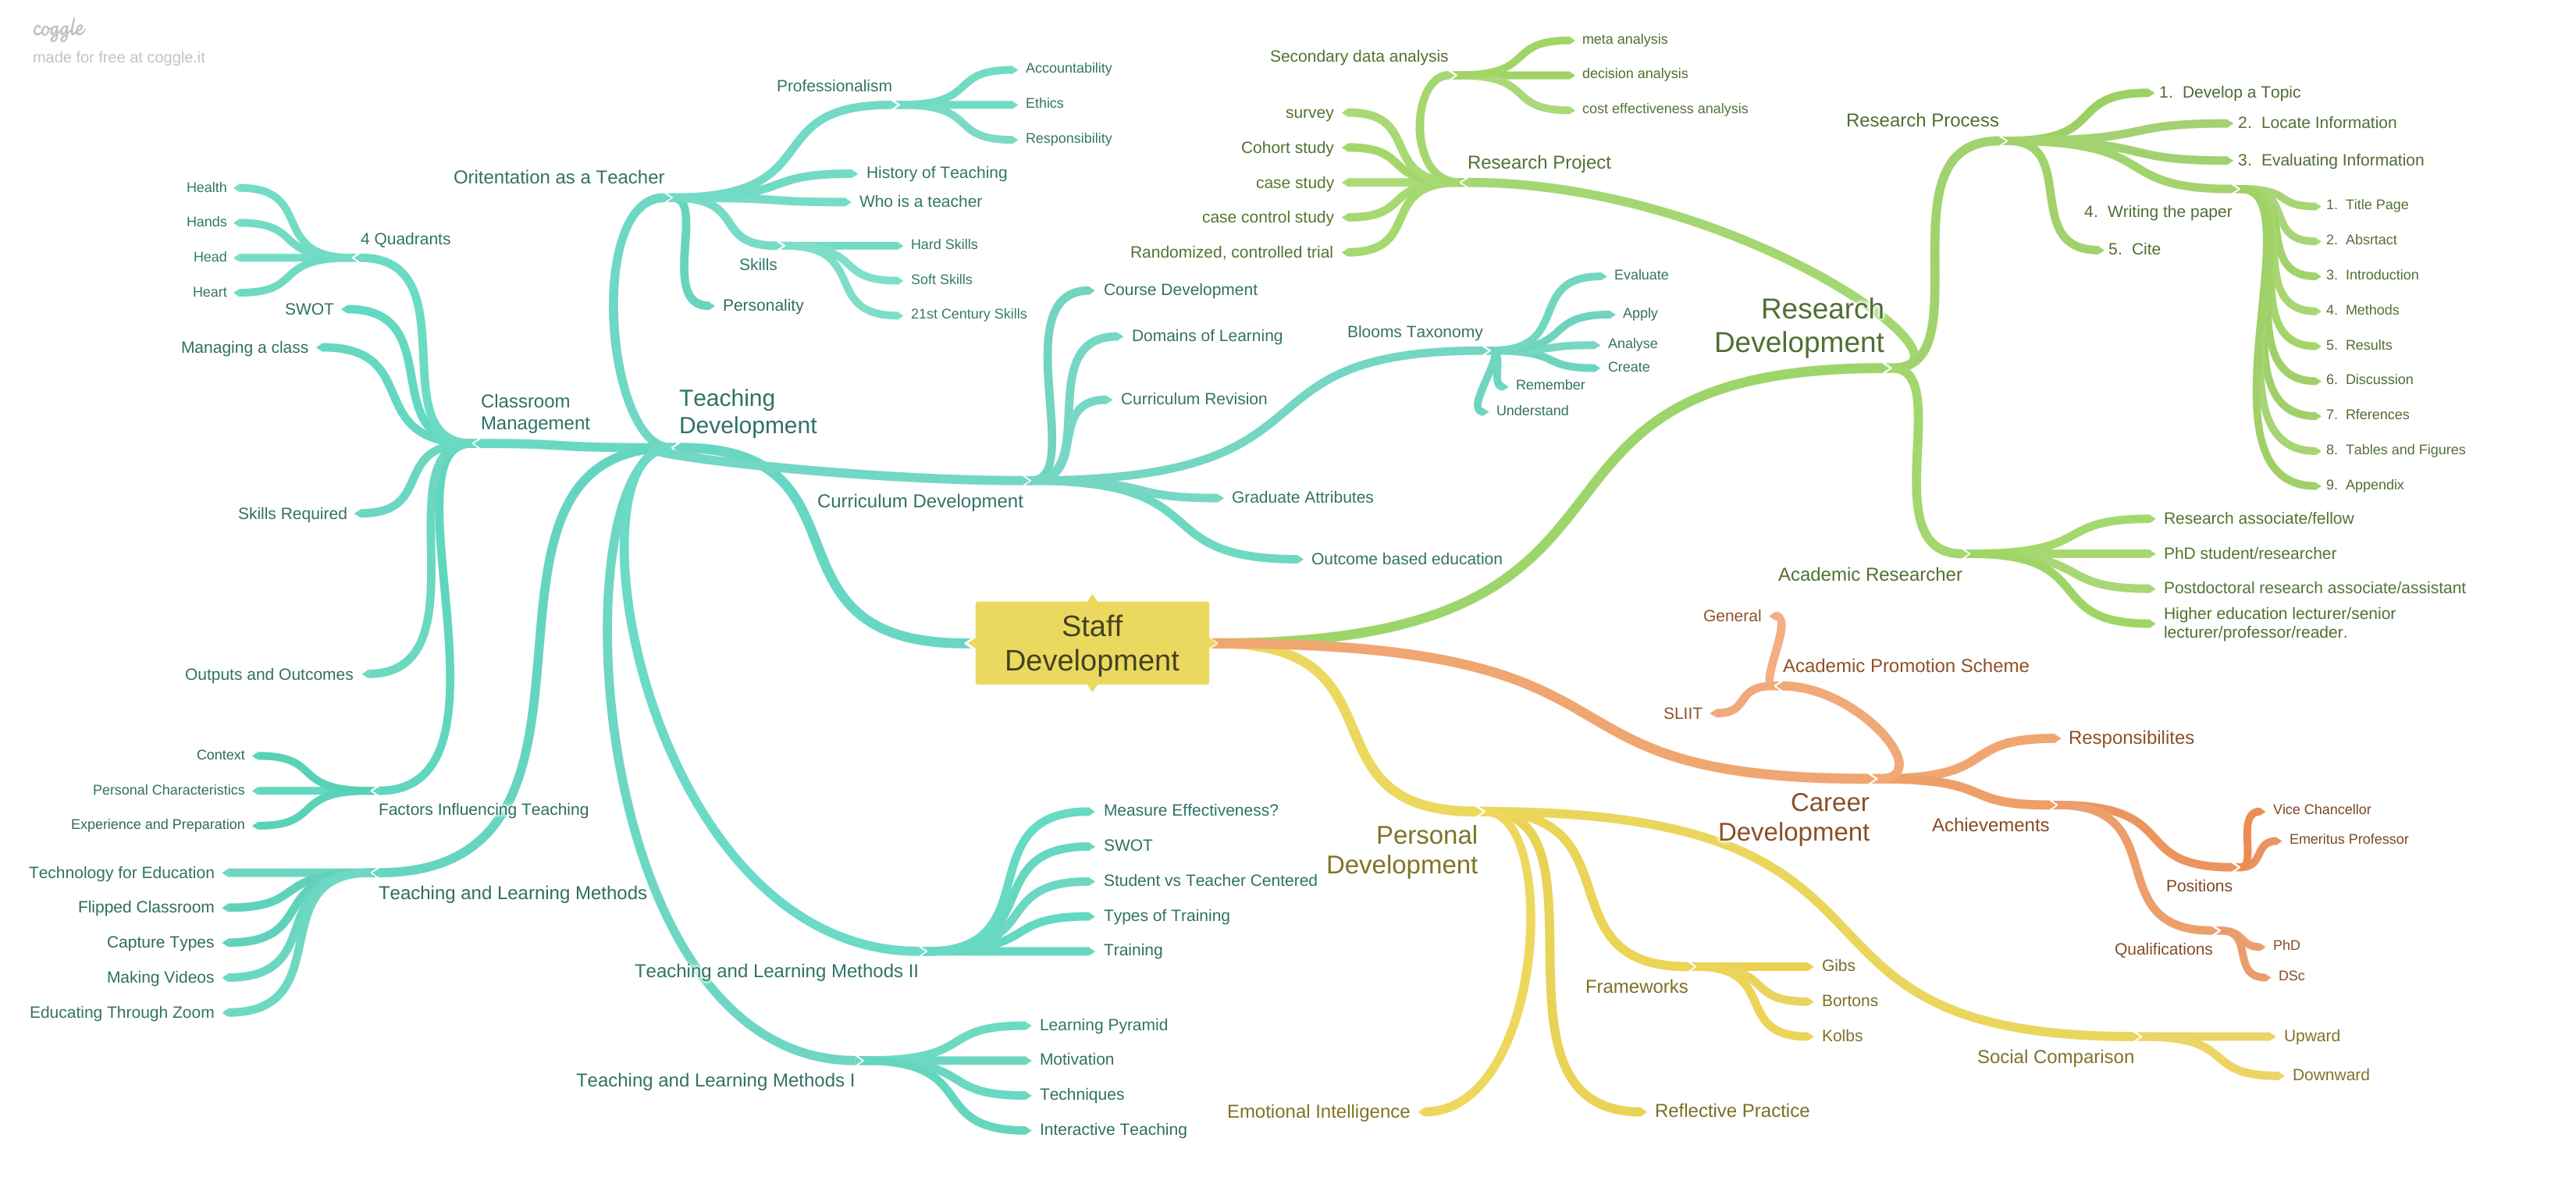 coggle
made for free at coggle.it
Staff
Development
Teaching
Development
Oritentation as a Teacher
Professionalism
Accountability
Ethics
Responsibility
History of Teaching
Who is a teacher
Skills
Hard Skills
Soft Skills
21st Century Skills
Personality
Classroom
Management
4 Quadrants
Health
Hands
Head
Heart
SWOT
Managing a class
Skills Required
Outputs and Outcomes
Factors Influencing Teaching
Context
Personal Characteristics
Experience and Preparation
Teaching and Learning Methods
Technology for Education
Flipped Classroom
Capture Types
Making Videos
Educating Through Zoom
Curriculum Development
Course Development
Domains of Learning
Curriculum Revision
Blooms Taxonomy
Evaluate
Apply
Analyse
Create
Remember
Understand
Graduate Attributes
Outcome based education
Teaching and Learning Methods II
Measure Effectiveness?
SWOT
Student vs Teacher Centered
Types of Training
Training
Teaching and Learning Methods I
Learning Pyramid
Motivation
Techniques
Interactive Teaching
Research
Development
Research Project
Secondary data analysis
meta analysis
decision analysis
cost effectiveness analysis
survey
Cohort study
case study
case control study
Randomized, controlled trial
Research Process
1. Develop a Topic
2. Locate Information
3. Evaluating Information
4. Writing the paper
1. Title Page
2. Absrtact
3. Introduction
4. Methods
5. Results
6. Discussion
7. Rferences
8. Tables and Figures
9. Appendix
5. Cite
Academic Researcher
Research associate/fellow
PhD student/researcher
Postdoctoral research associate/assistant
Higher education lecturer/senior
lecturer/professor/reader.
Career
Development
Academic Promotion Scheme
General
SLIIT
Responsibilites
Achievements
Positions
Vice Chancellor
Emeritus Professor
Qualifications
PhD
DSc
Personal
Development
Frameworks
Gibs
Bortons
Kolbs
Social Comparison
Upward
Downward
Emotional Intelligence
Reflective Practice